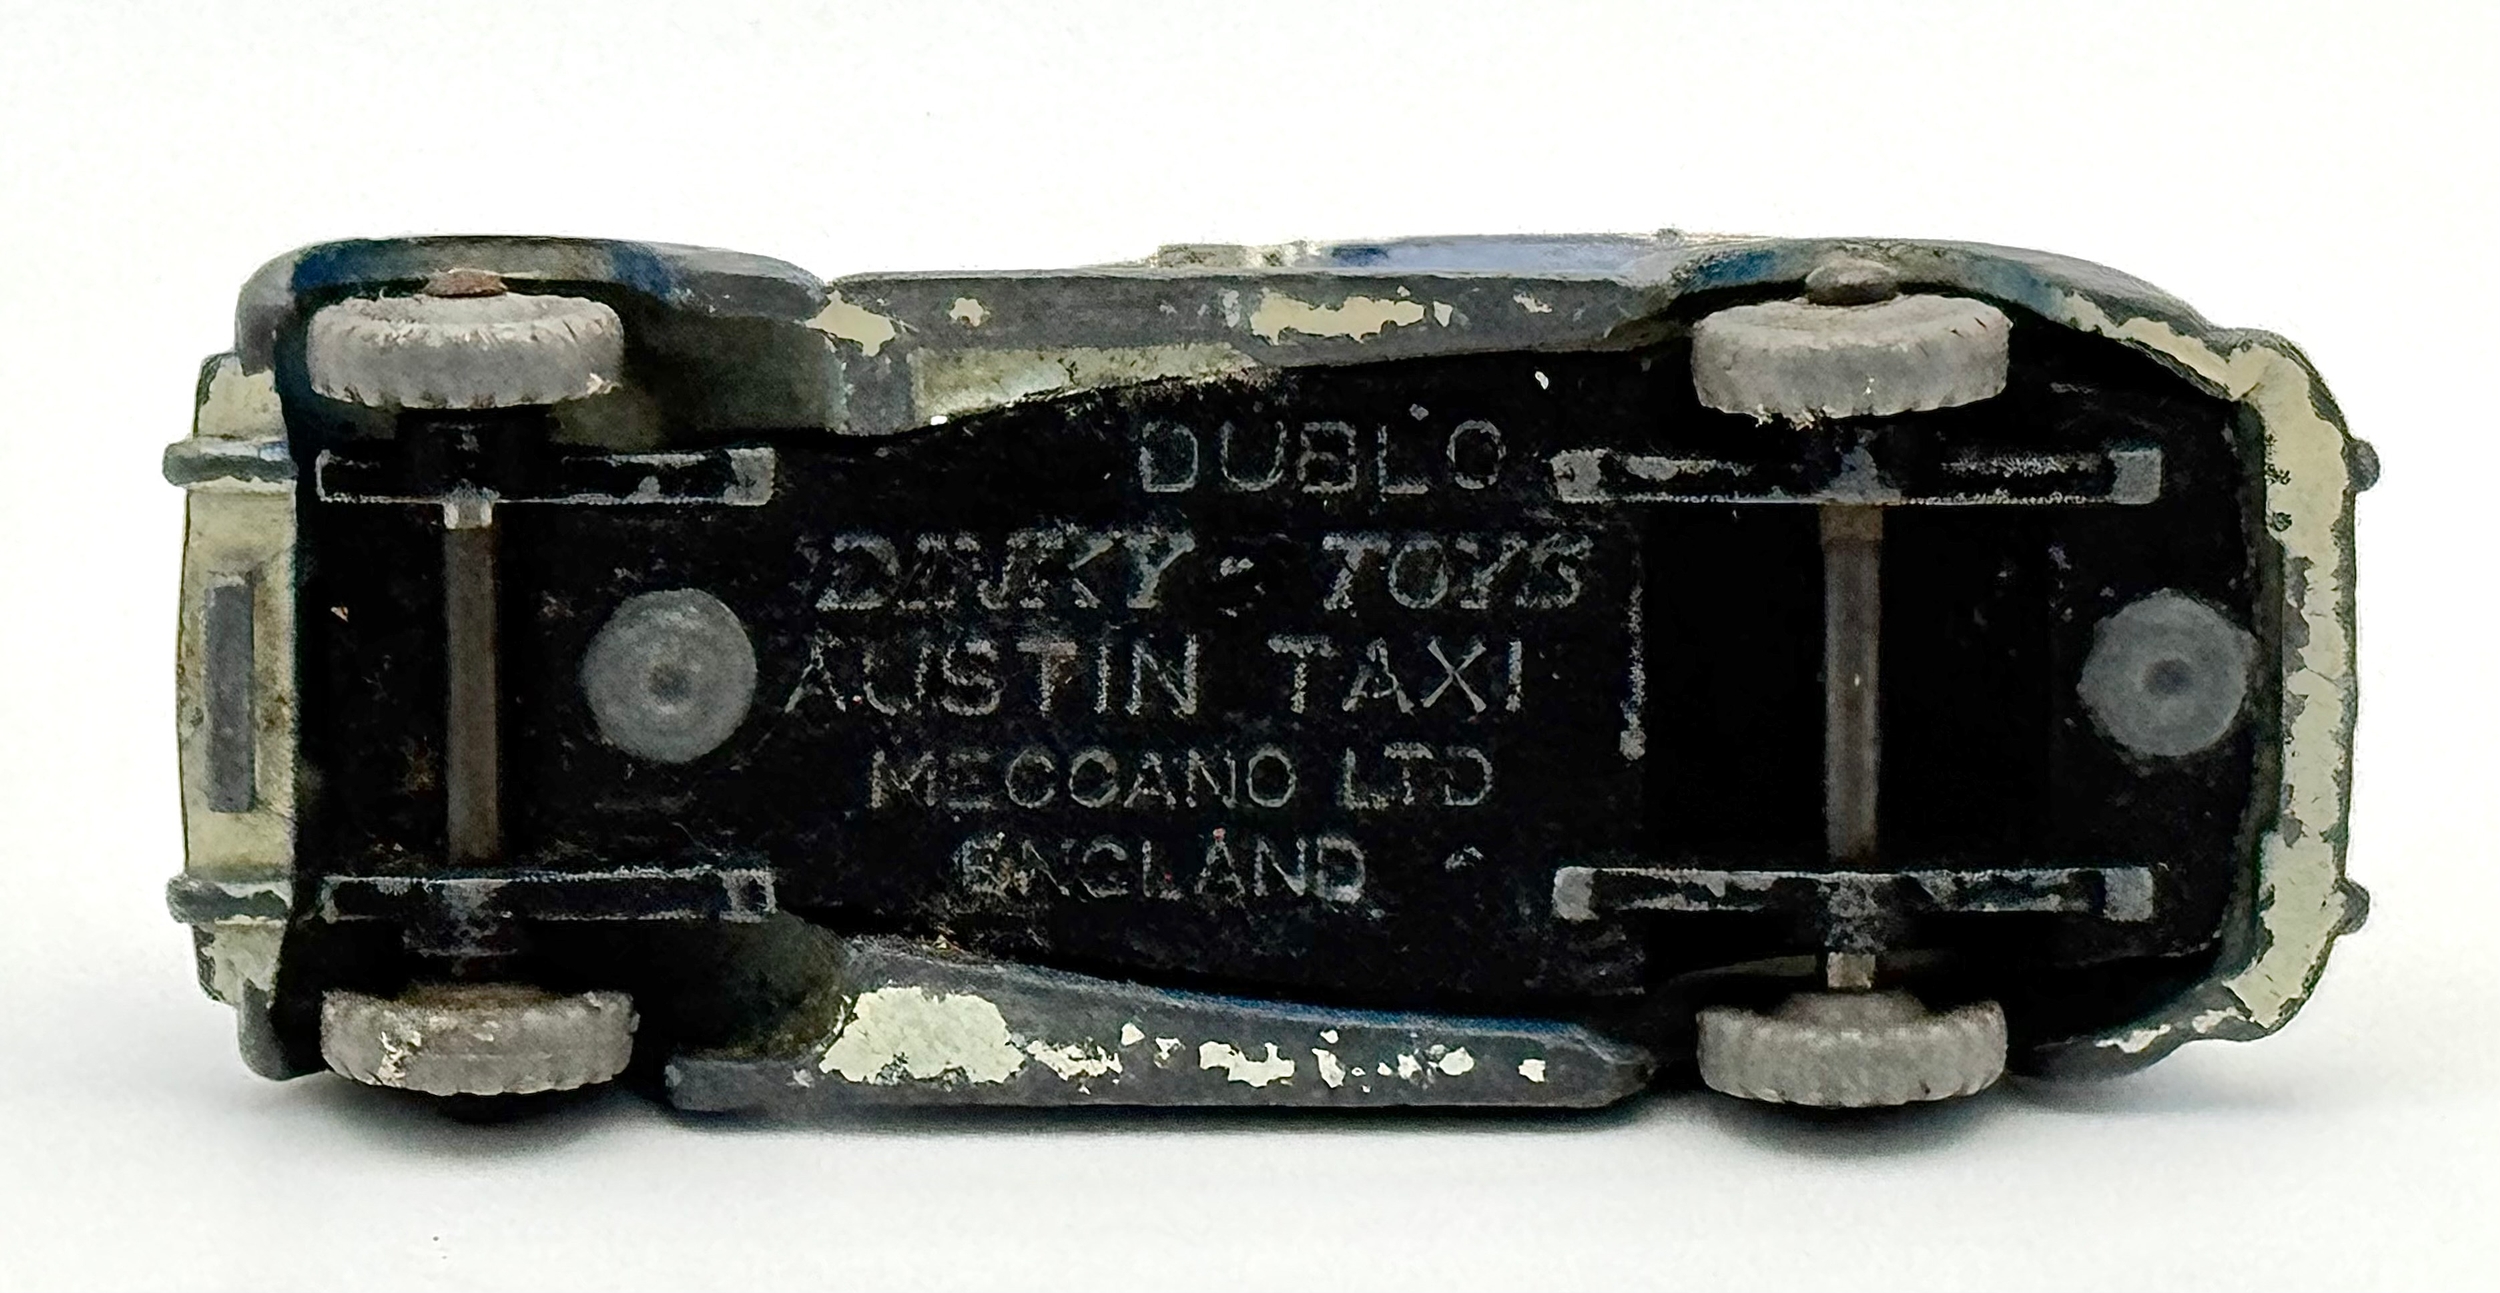 DUBLO
DINKY TOYS
AUSTIN TAXI
MECCANO LTD
ENGLAND